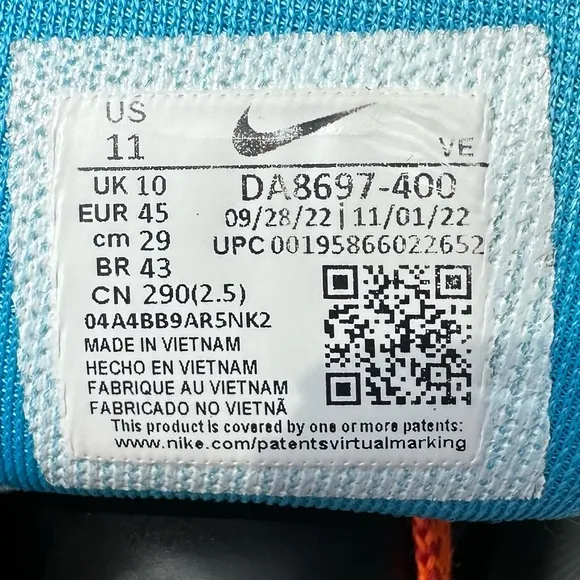 US
11
VE
UK 10
EUR 45
cm 29
BR 43
CN 290(2.5)
DA8697-400
09/28/22 | 11/01/22
UPC 00195866022652
04A4BB9AR5NK2
MADE IN VIETNAM
HECHO EN VIETNAM
FABRIQUE AU VIETNAM
FABRICADO NO VIETNÃ
This product is covered by one or more patents:
www.nike.com/patentsvirtualmarking